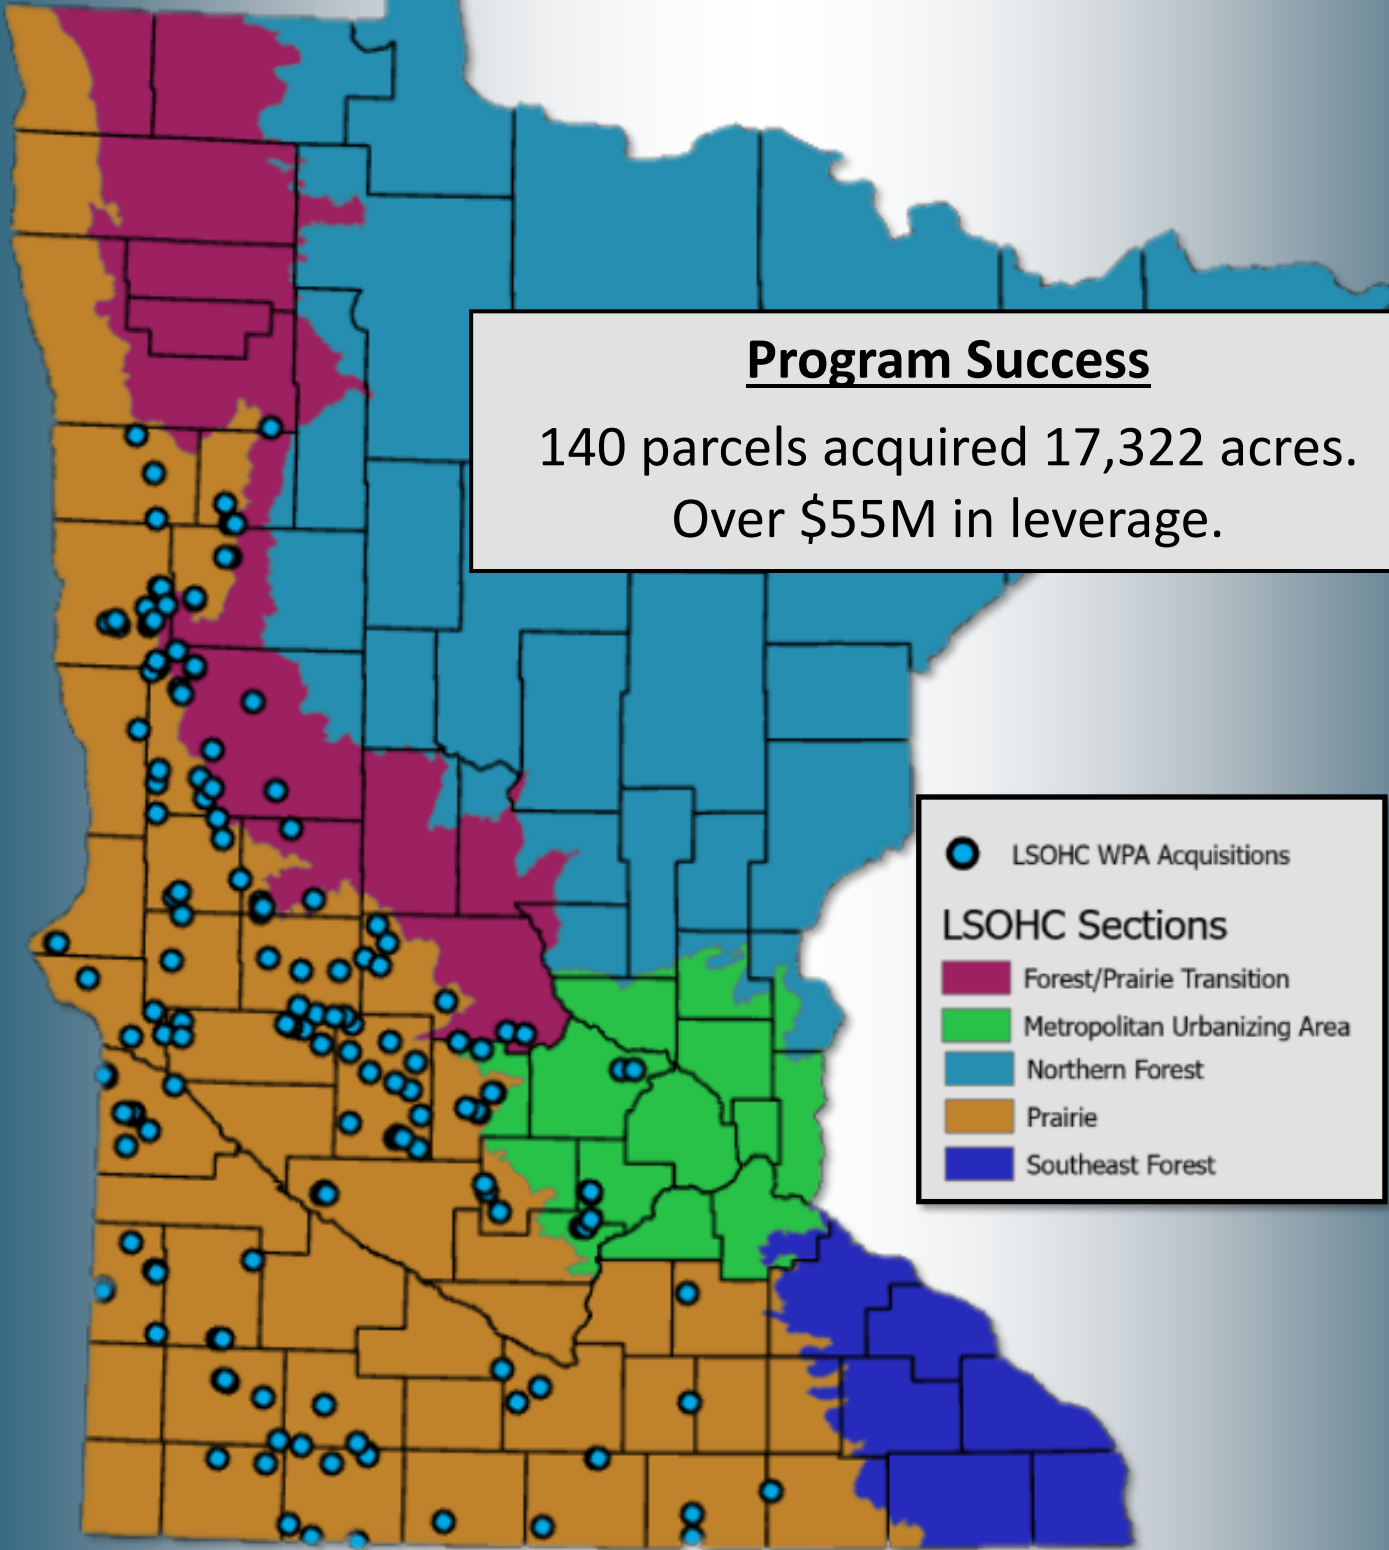 Program Success
140 parcels acquired 17,322 acres.
Over $55M in leverage.
LSOHC WPA Acquisitions
LSOHC Sections
Forest/Prairie Transition
Metropolitan Urbanizing Area
Northern Forest
Prairie
Southeast Forest